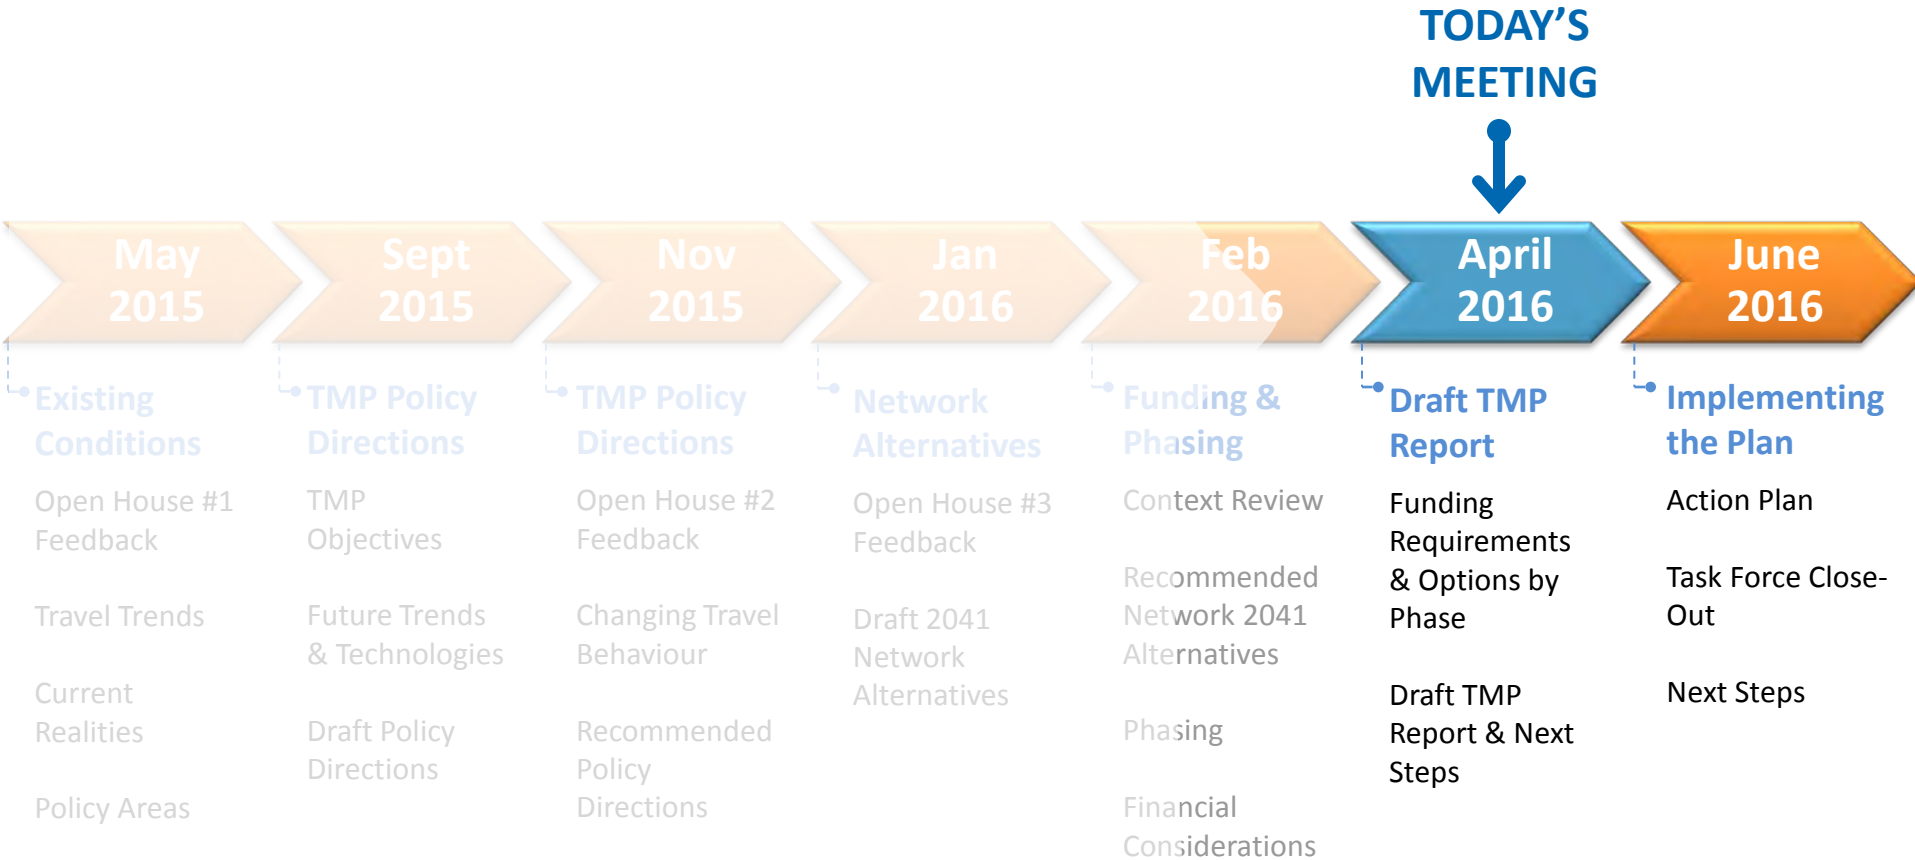 TODAY'S
MEETING
May
2015
Sept
2015
Nov
2015
Jan
2016
Feb
2016
April
2016
June
2016
Existing
Conditions
Open House #1
Feedback
Travel Trends
Current
Realities
Policy Areas
TMP Policy
Directions
TMP
Objectives
Future Trends
& Technologies
Draft Policy
Directions
TMP Policy
Directions
Open House #2
Feedback
Changing Travel
Behaviour
Recommended
Policy
Directions
Network
Alternatives
Open House #3
Feedback
Draft 2041
Network
Alternatives
Funding &
Phasing
Context Review
Recommended
Network 2041
Alternatives
Phasing
Financial
Considerations
Draft TMP
Report
Funding
Requirements
& Options by
Phase
Draft TMP
Report & Next
Steps
Implementing
the Plan
Action Plan
Task Force Close-
Out
Next Steps